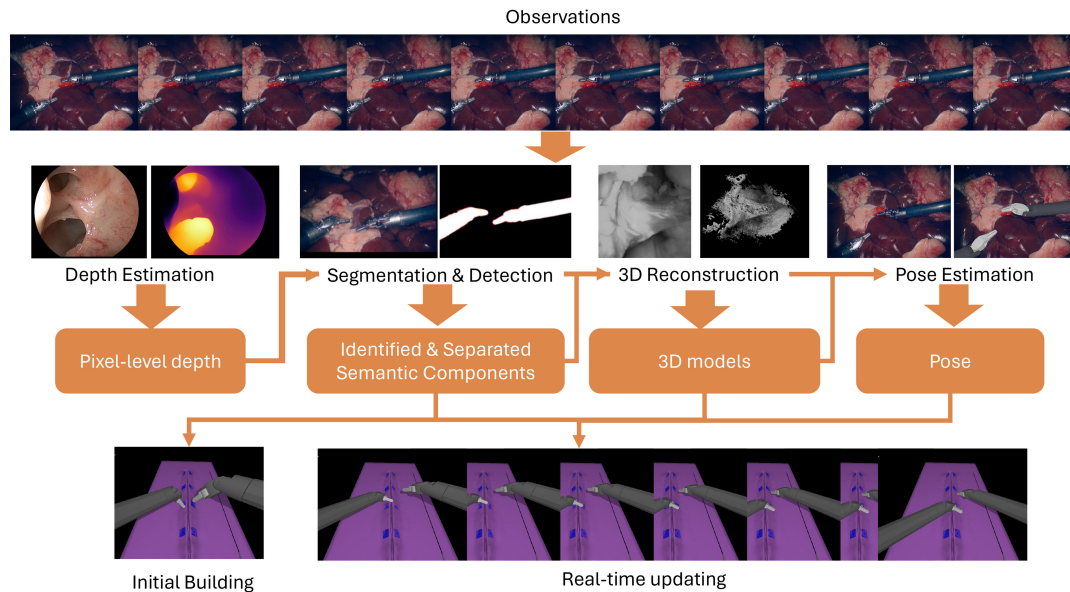 Observations
Depth Estimation
Segmentation & Detection
3D Reconstruction
Pose Estimation
Pixel-level depth
Identified & Separated
Semantic Components
3D models
Pose
Initial Building
Real-time updating